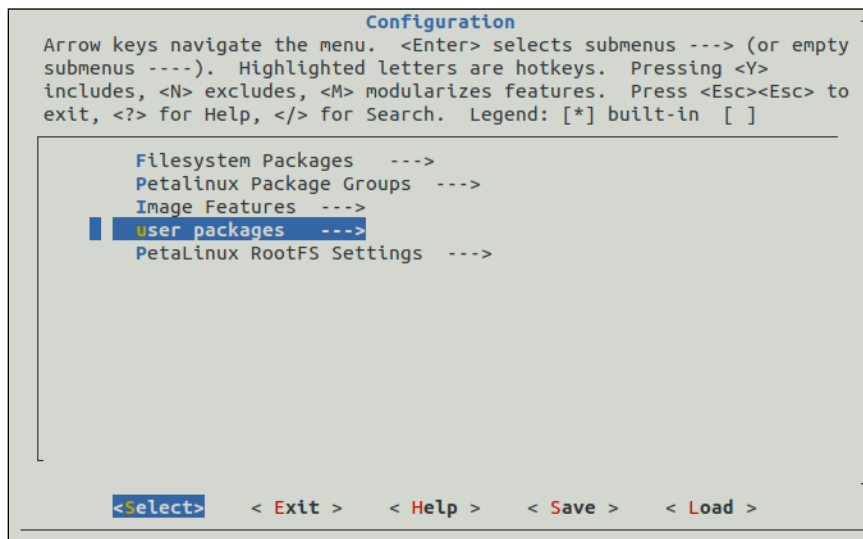 Configuration
Arrow keys navigate the menu. <Enter> selects submenus ---> (or empty
submenus ----). Highlighted letters are hotkeys. Pressing <Y>
includes, <N> excludes, <M> modularizes features. Press <Esc><Esc> to
exit, <?> for Help, </> for Search. Legend: [*] built-in [ ]
Filesystem Packages --->
Petalinux Package Groups --->
Image Features --->
user packages --->
PetaLinux RootFS Settings --->
<Select> < Exit > < Help > < Save > < Load >